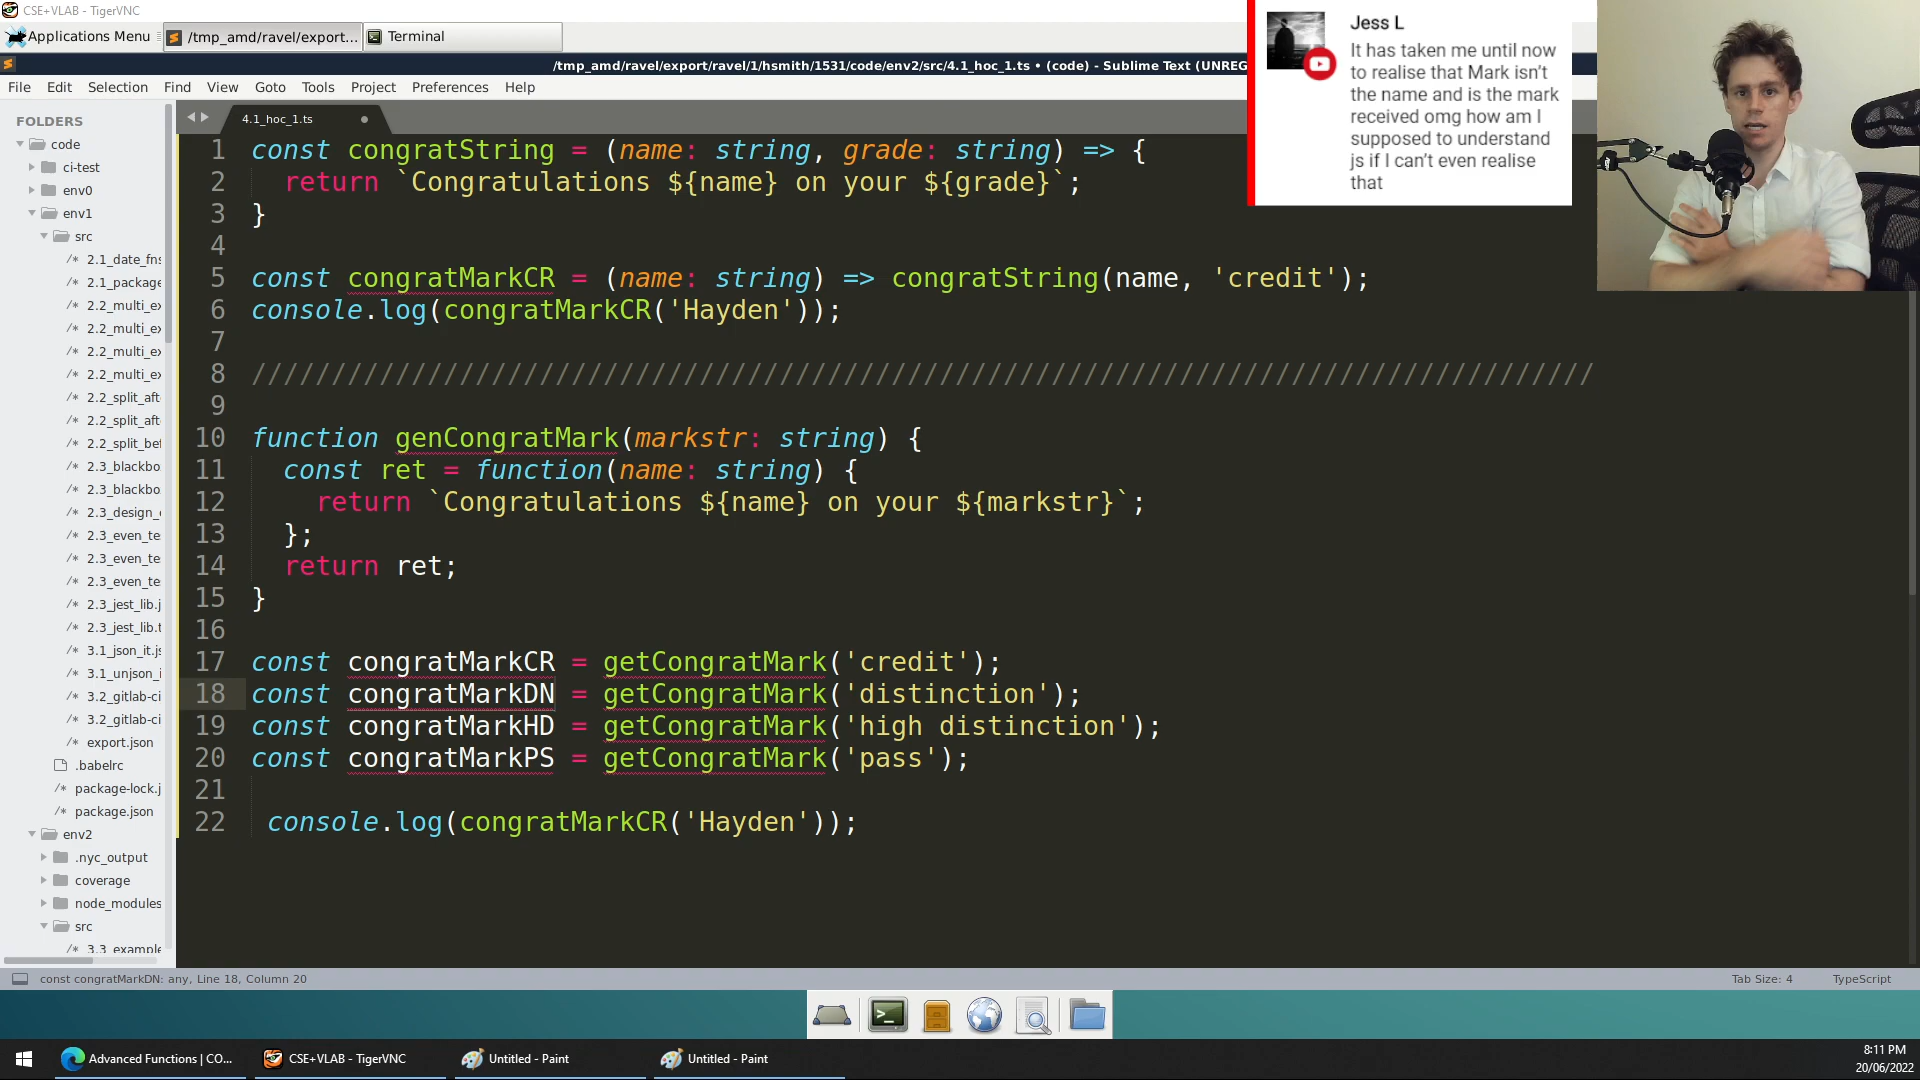 CSE+VLAB - TigerVNC
Applications Menu
/tmp_amd/ravel/export...
Terminal
/tmp_amd/ravel/export/ravel/1/hsmith/1531/code/env2/src/4.1_hoc_1.ts • (code) - Sublime Text (UNREG
File Edit Selection Find View Goto Tools Project Preferences Help
Jess L
It has taken me until now
to realise that Mark isn’t
the name and is the mark
received omg how am I
supposed to understand
js if I can’t even realise
that
FOLDERS
code
ci-test
env0
env1
src
/* 2.1_date_fns
/* 2.1_package
/* 2.2_multi_ex
/* 2.2_multi_ex
/* 2.2_multi_ex
/* 2.2_multi_ex
/* 2.2_split_aft
/* 2.2_split_aft
/* 2.2_split_bef
/* 2.3_blackbo
/* 2.3_blackbo
/* 2.3_design_
/* 2.3_even_te
/* 2.3_even_te
/* 2.3_even_te
/* 2.3_jest_lib.j
/* 2.3_jest_lib.t
/* 3.1_json_it.js
/* 3.1_unjson_i
/* 3.2_gitlab-ci
/* 3.2_gitlab-ci
/* export.json
.babelrc
/* package-lock.j
/* package.json
env2
.nyc_output
coverage
node_modules
src
/* 3.3_example
4.1_hoc_1.ts
1 const congratString = (name: string, grade: string) => {
2 return `Congratulations ${name} on your ${grade}`;
3 }
4
5 const congratMarkCR = (name: string) => congratString(name, 'credit');
6 console.log(congratMarkCR('Hayden'));
7
8 ////////////////////////////////////////////////////////////////////////////////////
9
10 function genCongratMark(markstr: string) {
11 const ret = function(name: string) {
12 return `Congratulations ${name} on your ${markstr}`;
13 };
14 return ret;
15 }
16
17 const congratMarkCR = getCongratMark('credit');
18 const congratMarkDN = getCongratMark('distinction');
19 const congratMarkHD = getCongratMark('high distinction');
20 const congratMarkPS = getCongratMark('pass');
21
22 console.log(congratMarkCR('Hayden'));
const congratMarkDN: any, Line 18, Column 20
Tab Size: 4
TypeScript
Advanced Functions | CO...
CSE+VLAB - TigerVNC
Untitled - Paint
Untitled - Paint
8:11 PM
20/06/2022